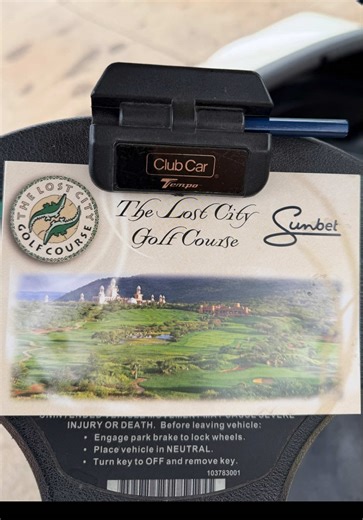 Club Car
Tempo
THE LOST CITY
GOLF COURSE
The Lost City
Golf Course
Sunbet
INJURY OR DEATH. Before leaving vehicle:
• Engage park brake to lock wheels.
• Place vehicle in NEUTRAL.
• Turn key to OFF and remove key.
103783001